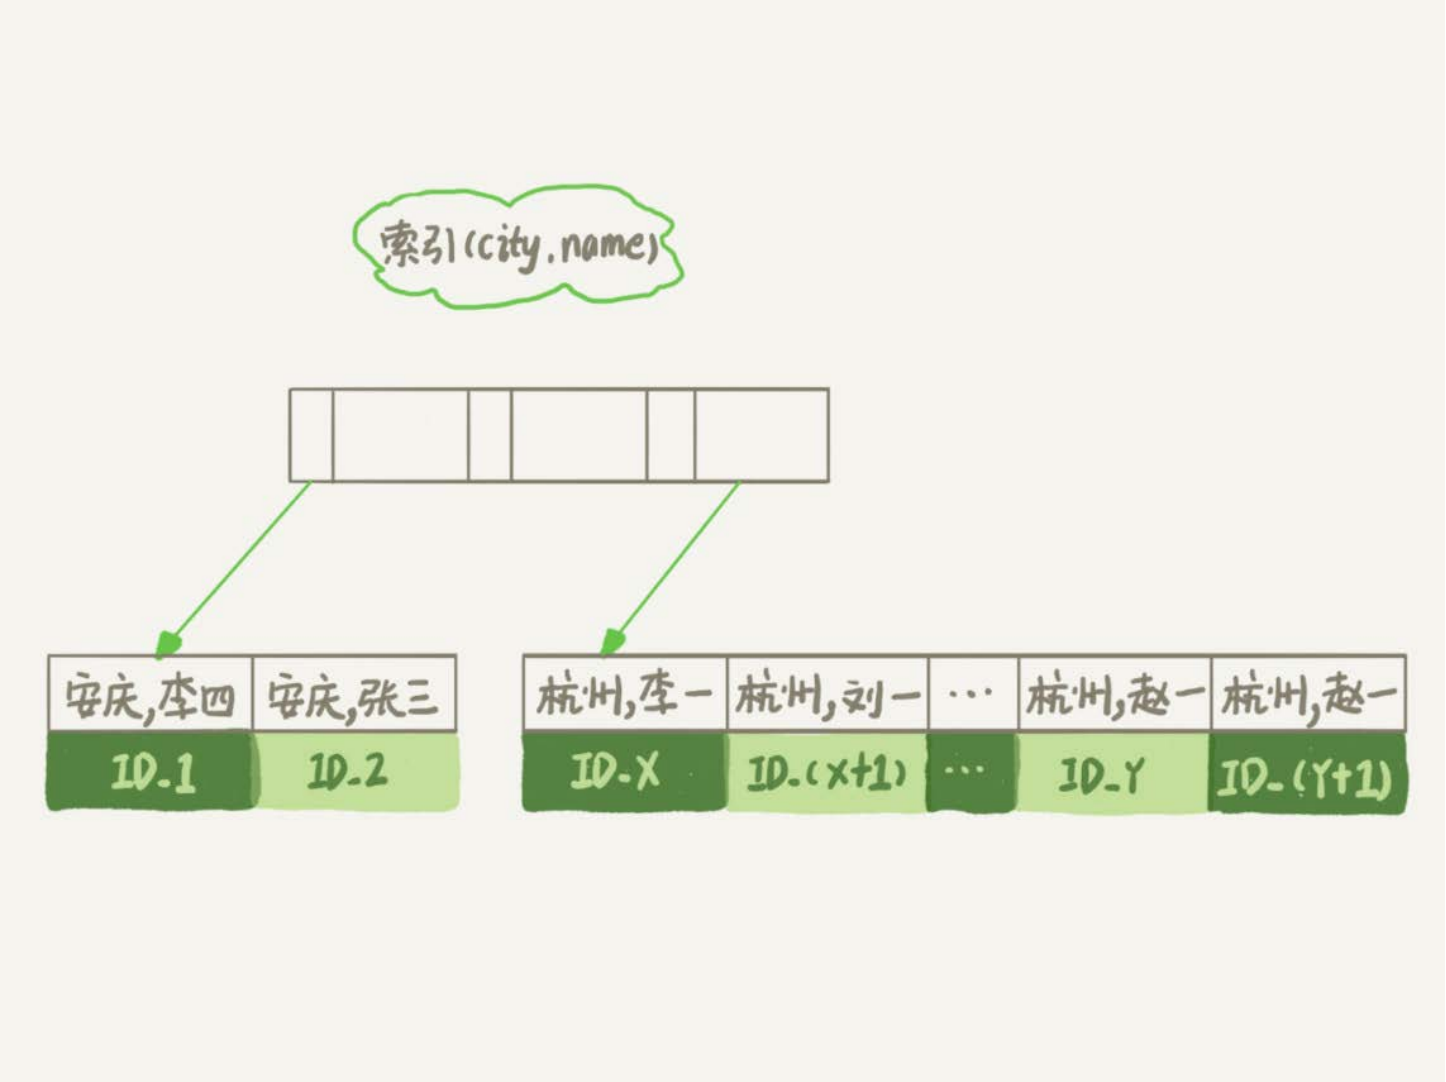 索引(city,name)
安庆,李四 安庆,张三 杭州,李一 杭州,刘一 ... 杭州,赵一 杭州,赵一
ID_1 ID_2 ID_X ID_(X+1) ... ID_Y ID_(Y+1)